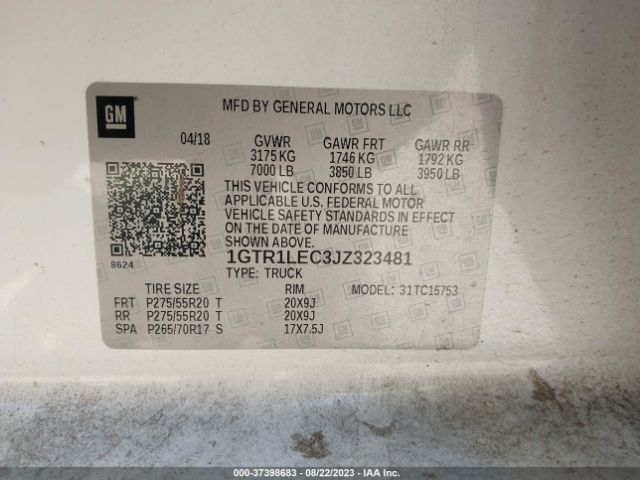 GM
MFD BY GENERAL MOTORS LLC
04/18 GVWR GAWR FRT GAWR RR
3175 KG 1746 KG 1792 KG
7000 LB 3850 LB 3950 LB
THIS VEHICLE CONFORMS TO ALL
APPLICABLE U.S. FEDERAL MOTOR
VEHICLE SAFETY STANDARDS IN EFFECT
ON THE DATE OF MANUFACTURE
SHOWN ABOVE.
8624
1GTR1LEC3JZ323481
TYPE: TRUCK
TIRE SIZE RIM MODEL: 31TC15753
FRT P275/55R20 T 20X9J
RR P275/55R20 T 20X9J
SPA P265/70R17 S 17X7.5J
000-37398683 - 08/22/2023 - IAA Inc.